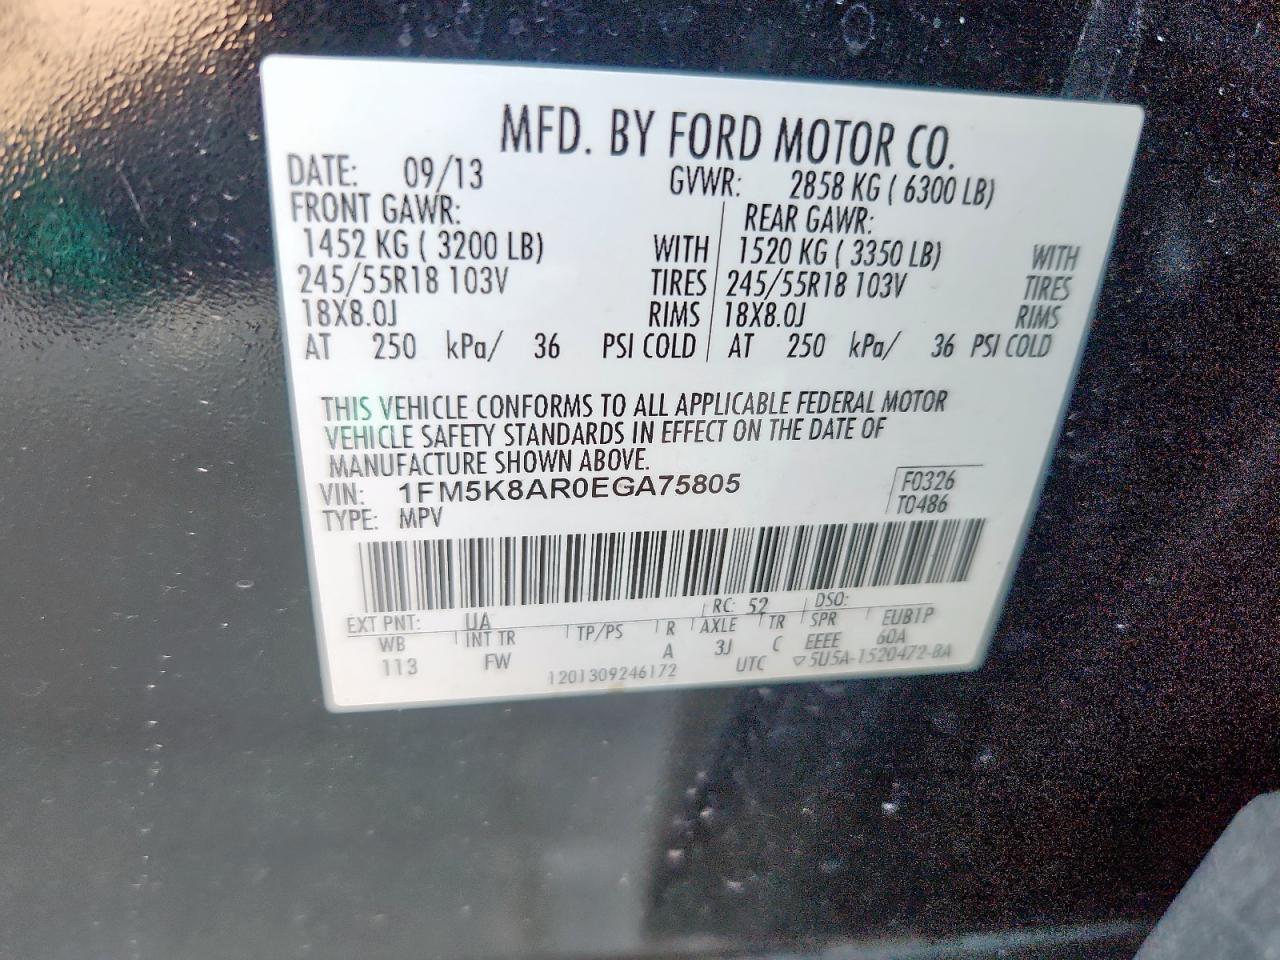 MFD. BY FORD MOTOR CO.
DATE: 09/13 GVWR: 2858 KG ( 6300 LB)
FRONT GAWR: REAR GAWR:
1452 KG ( 3200 LB) WITH 1520 KG ( 3350 LB) WITH
245/55R18 103V TIRES 245/55R18 103V TIRES
18X8.0J RIMS 18X8.0J RIMS
AT 250 kPa/ 36 PSI COLD AT 250 kPa/ 36 PSI COLD
THIS VEHICLE CONFORMS TO ALL APPLICABLE FEDERAL MOTOR
VEHICLE SAFETY STANDARDS IN EFFECT ON THE DATE OF
MANUFACTURE SHOWN ABOVE.
VIN: 1FM5K8AR0EGA75805 F0326
TYPE: MPV T0486
EXT PNT: UA RC: 52 DSO:
WB INT TR TP/PS R AXLE TR SPR EUB1P
113 FW A 3J C EEEE 60A
1201309246172 UTC ▽5U5A-1520472-BA